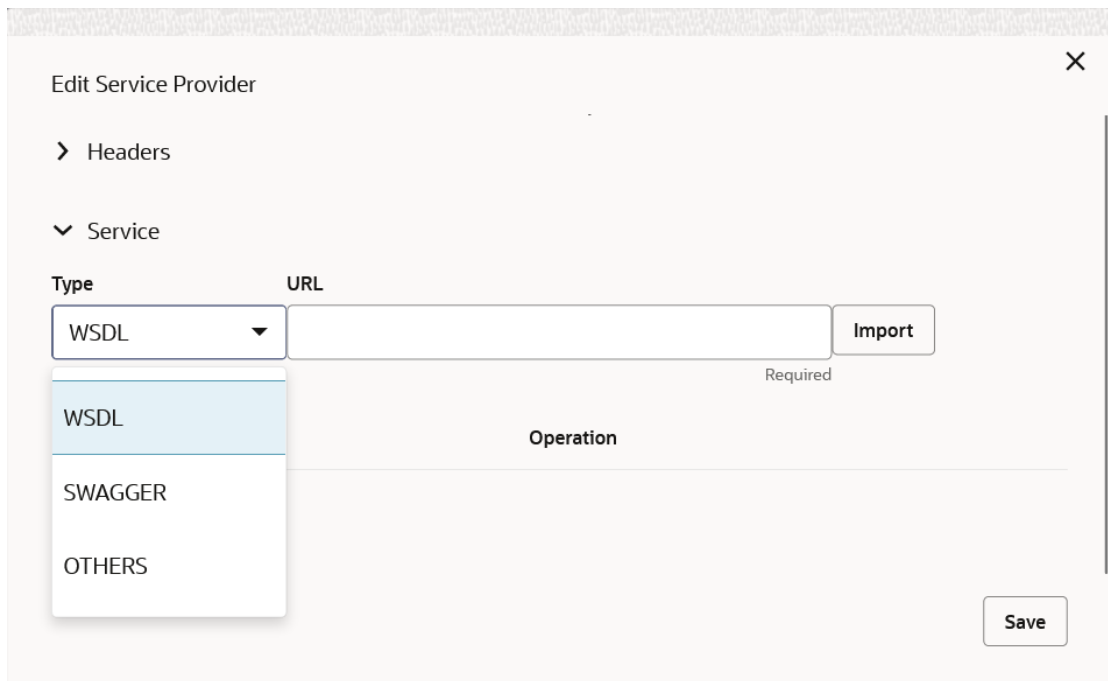 Edit Service Provider
Headers
Service
Type URL
WSDL Import
Required
WSDL
Operation
SWAGGER
OTHERS
Save